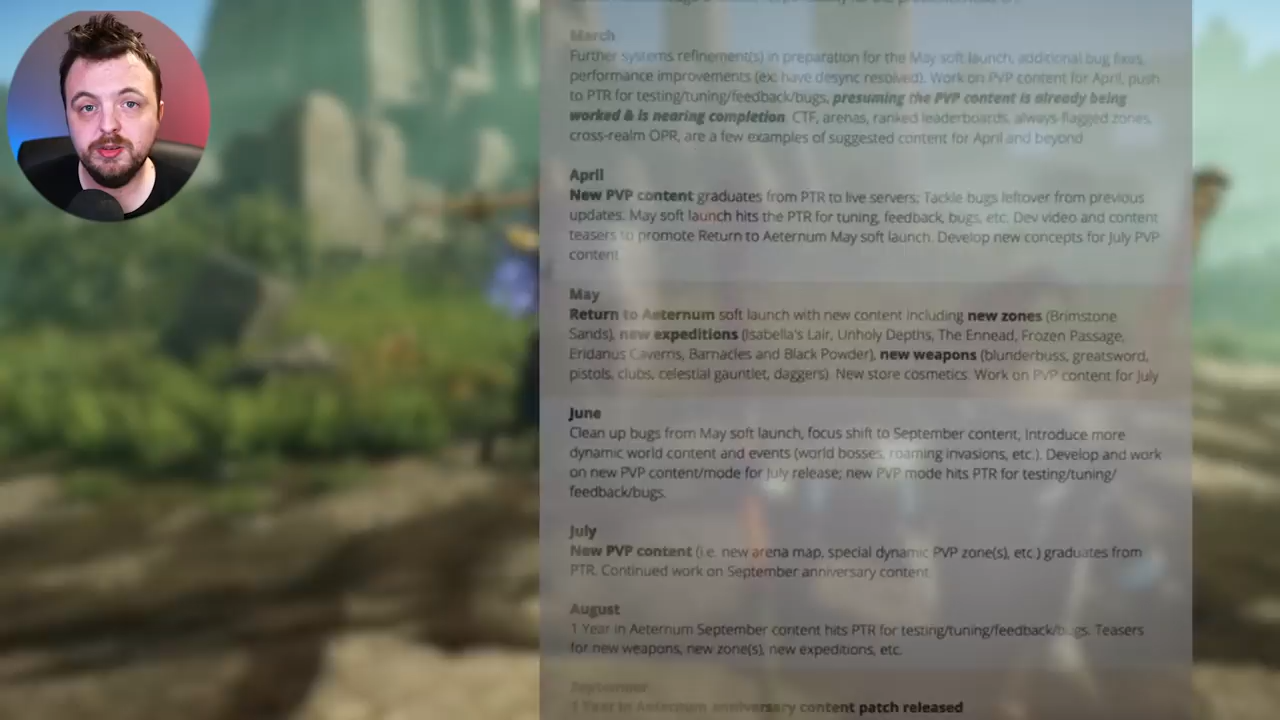 March
Further systems refinement(s) in preparation for the May soft launch, additional bug fixes,
performance improvements (ex: have desync resolved). Work on PVP content for April, push
to PTR for testing/tuning/feedback/bugs, presuming the PVP content is already being
worked & is nearing completion. CTF, arenas, ranked leaderboards, always-flagged zones,
cross-realm OPR, are a few examples of suggested content for April and beyond
April
New PVP content graduates from PTR to live servers; Tackle bugs leftover from previous
updates. May soft launch hits the PTR for tuning, feedback, bugs, etc. Dev video and content
teasers to promote Return to Aeternum May soft launch. Develop new concepts for July PVP
content
May
Return to Aeternum soft launch with new content including new zones (Brimstone
Sands), new expeditions (Isabella's Lair, Unholy Depths, The Ennead, Frozen Passage,
Eridanus Caverns, Barnacles and Black Powder), new weapons (blunderbuss, greatsword,
pistols, clubs, celestial gauntlet, daggers). New store cosmetics. Work on PVP content for July
June
Clean up bugs from May soft launch, focus shift to September content, Introduce more
dynamic world content and events (world bosses, roaming invasions, etc.). Develop and work
on new PVP content/mode for July release; new PVP mode hits PTR for testing/tuning/
feedback/bugs.
July
New PVP content (i.e. new arena map, special dynamic PVP zone(s), etc.) graduates from
PTR. Continued work on September anniversary content
August
1 Year in Aeternum September content hits PTR for testing/tuning/feedback/bugs. Teasers
for new weapons, new zone(s), new expeditions, etc.
September
1 Year in Aeternum anniversary content patch released